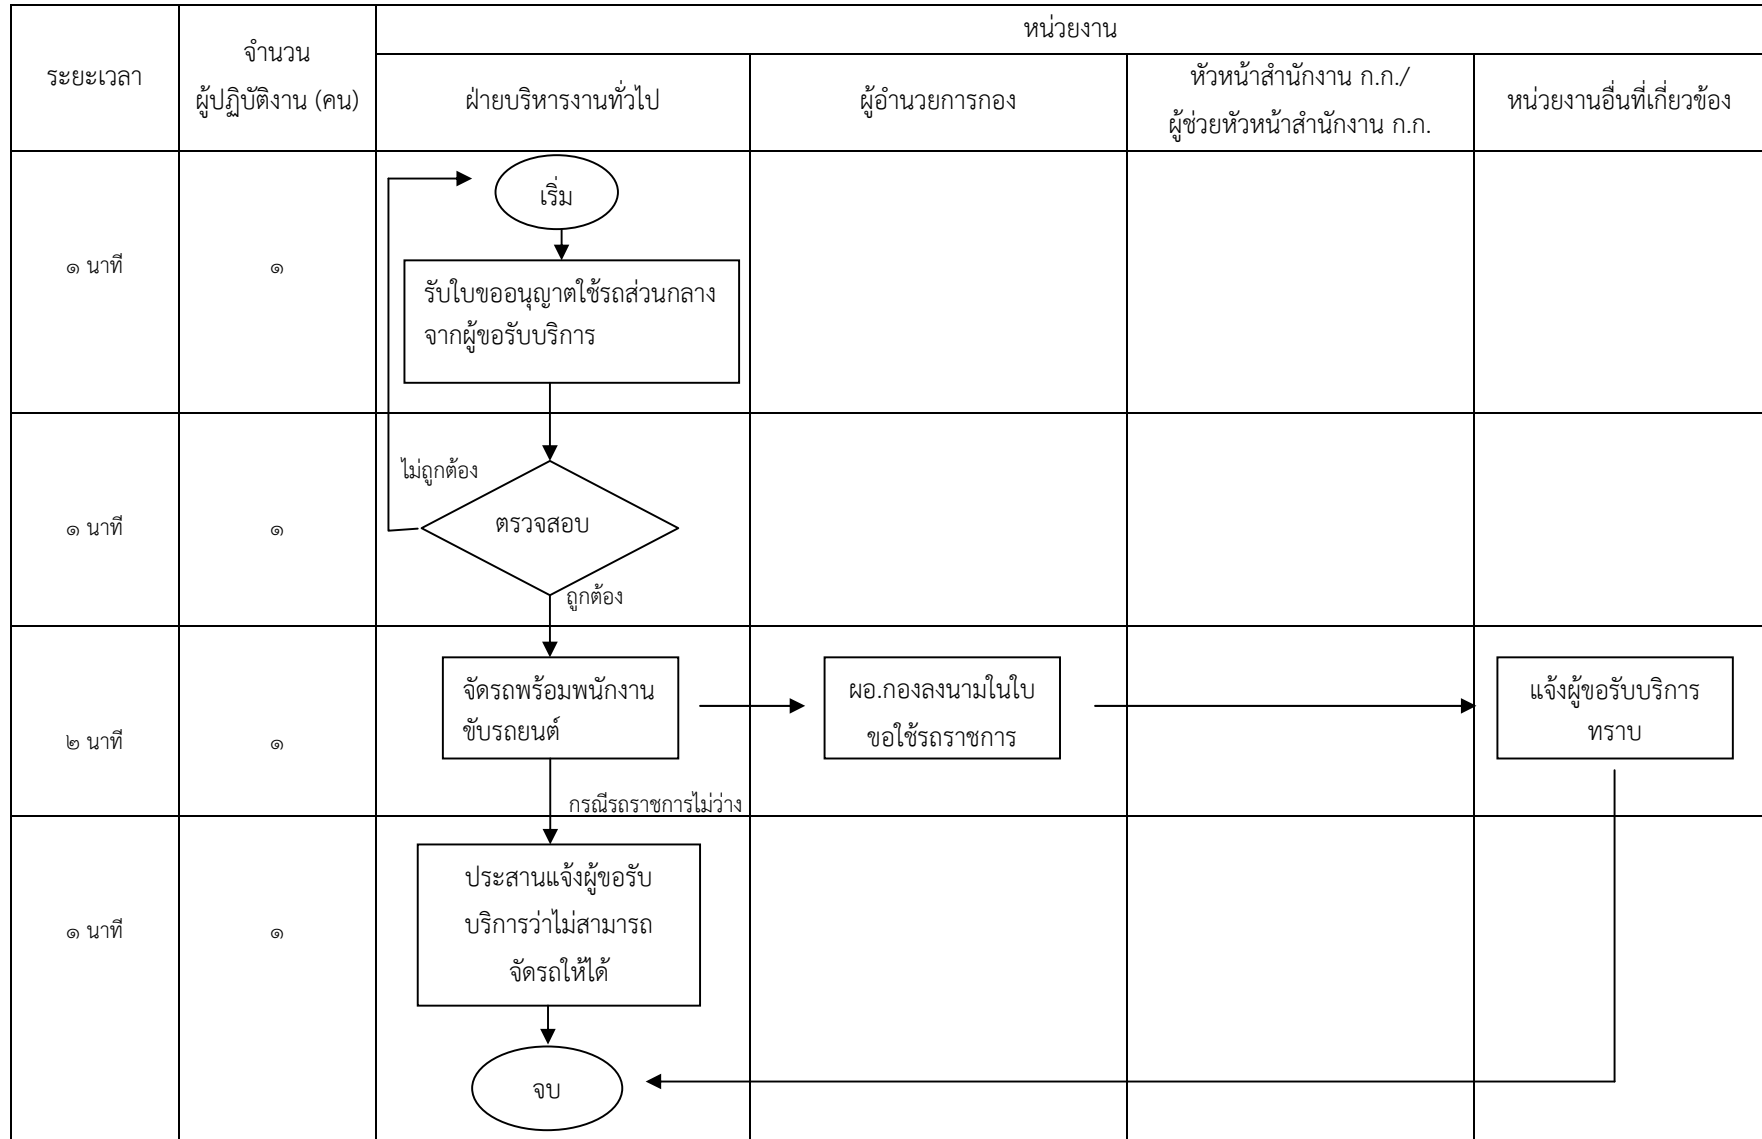 หน่วยงาน
ระยะเวลา
จำนวน
ผู้ปฏิบัติงาน (คน)
ฝ่ายบริหารงานทั่วไป
ผู้อำนวยการกอง
หัวหน้าสำนักงาน ก.ก./
ผู้ช่วยหัวหน้าสำนักงาน ก.ก.
หน่วยงานอื่นที่เกี่ยวข้อง
เริ่ม
๑ นาที
๑
รับใบขออนุญาตใช้รถส่วนกลาง
จากผู้ขอรับบริการ
ไม่ถูกต้อง
๑ นาที
๑
ตรวจสอบ
ถูกต้อง
๒ นาที
๑
จัดรถพร้อมพนักงาน
ขับรถยนต์
ผอ.กองลงนามในใบ
ขอใช้รถราชการ
แจ้งผู้ขอรับบริการ
ทราบ
กรณีรถราชการไม่ว่าง
๑ นาที
๑
ประสานแจ้งผู้ขอรับ
บริการว่าไม่สามารถ
จัดรถให้ได้
จบ